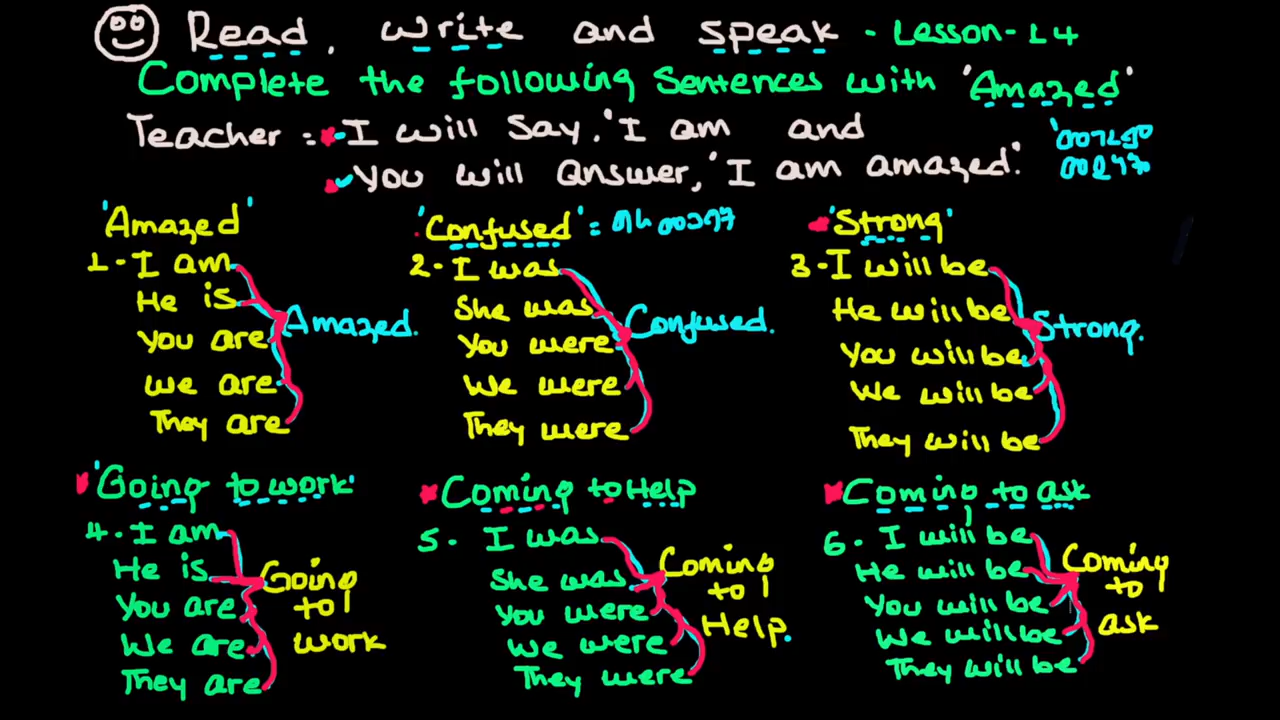 Read, write and speak - Lesson-14
Complete the following Sentences with 'Amazed'
Teacher = I will Say, 'I am and
You will answer, 'I am amazed.'
'Amazed'
1- I am
He is
You are
we are
They are
Amazed.
'Confused' =
2- I was
She was
You were
We were
They were
Confused.
'Strong'
3- I will be
He will be
You will be
We will be
They will be
Strong.
'Going to work'
4- I am
He is
You are
We are
They are
Going
to
work
Coming to Help
5- I was
She was
You were
We were
They were
Coming
to
Help.
Coming to ask
6- I will be
He will be
You will be
We will be
They will be
Coming
to
ask